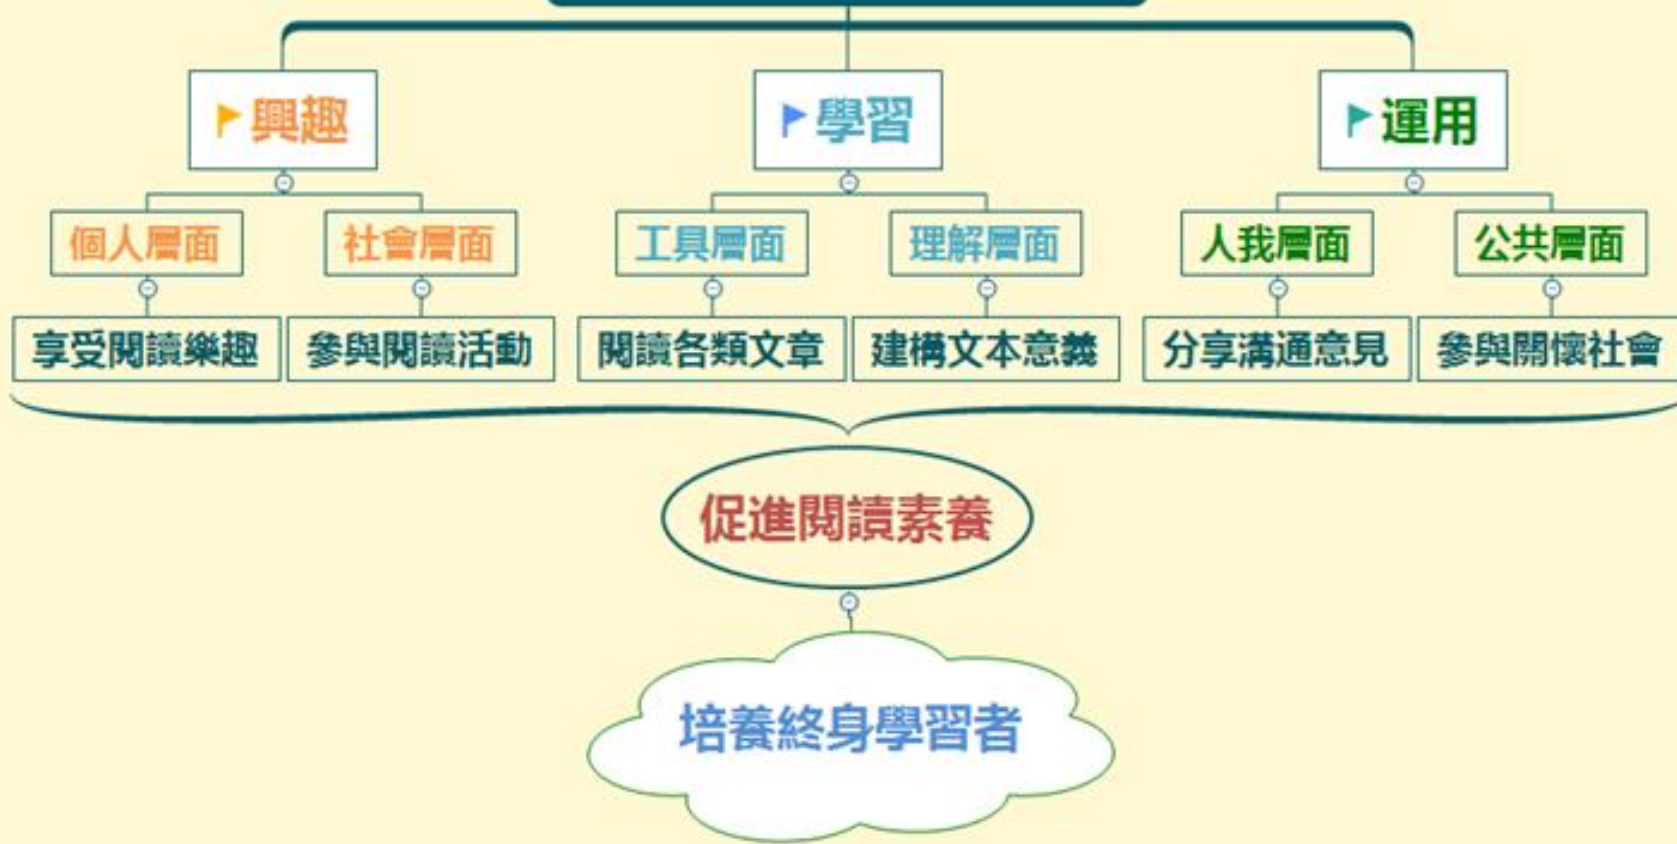 興趣
學習
運用
個人層面
社會層面
工具層面
理解層面
人我層面
公共層面
享受閱讀樂趣
參與閱讀活動
閱讀各類文章
建構文本意義
分享溝通意見
參與關懷社會
促進閱讀素養
培養終身學習者